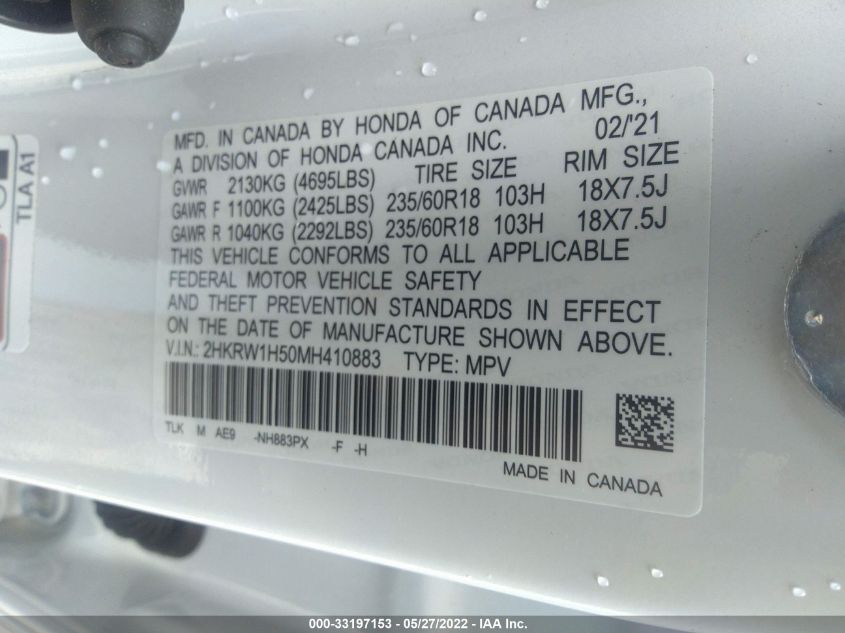 MFD. IN CANADA BY HONDA OF CANADA MFG.,
A DIVISION OF HONDA CANADA INC. 02/'21
GVWR 2130KG (4695LBS) TIRE SIZE RIM SIZE
GAWR F 1100KG (2425LBS) 235/60R18 103H 18X7.5J
GAWR R 1040KG (2292LBS) 235/60R18 103H 18X7.5J
THIS VEHICLE CONFORMS TO ALL APPLICABLE
FEDERAL MOTOR VEHICLE SAFETY
AND THEFT PREVENTION STANDARDS IN EFFECT
ON THE DATE OF MANUFACTURE SHOWN ABOVE.
V.I.N.: 2HKRW1H50MH410883 TYPE: MPV
TLK M AE9 -NH883PX -F -H
MADE IN CANADA
TLA A1
000-33197153 - 05/27/2022 - IAA Inc.